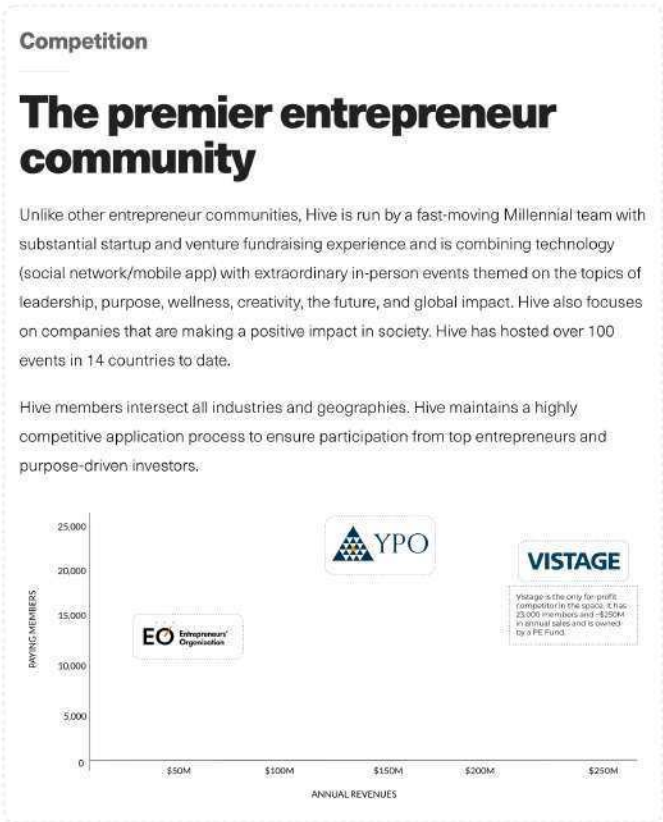 Competition
The premier entrepreneur
community
Unlike other entrepreneur communities, Hive is run by a fast-moving Millennial team with
substantial startup and venture fundraising experience and is combining technology
(social network/mobile app) with extraordinary in-person events themed on the topics of
leadership, purpose, wellness, creativity, the future, and global impact. Hive also focuses
on companies that are making a positive impact in society. Hive has hosted over 100
events in 14 countries to date.
Hive members intersect all industries and geographies. Hive maintains a highly
competitive application process to ensure participation from top entrepreneurs and
purpose-driven investors.
PAYING MEMBERS
25,000
20,000
15,000
10,000
5,000
0
YPO
VISTAGE
Vistage is the only for-profit
competitor in the space. It has
23,000 members and ~$250M
in annual sales and is owned
by a PE Fund.
EO Entrepreneurs'
Organisation
$50M $100M $150M $200M $250M
ANNUAL REVENUES